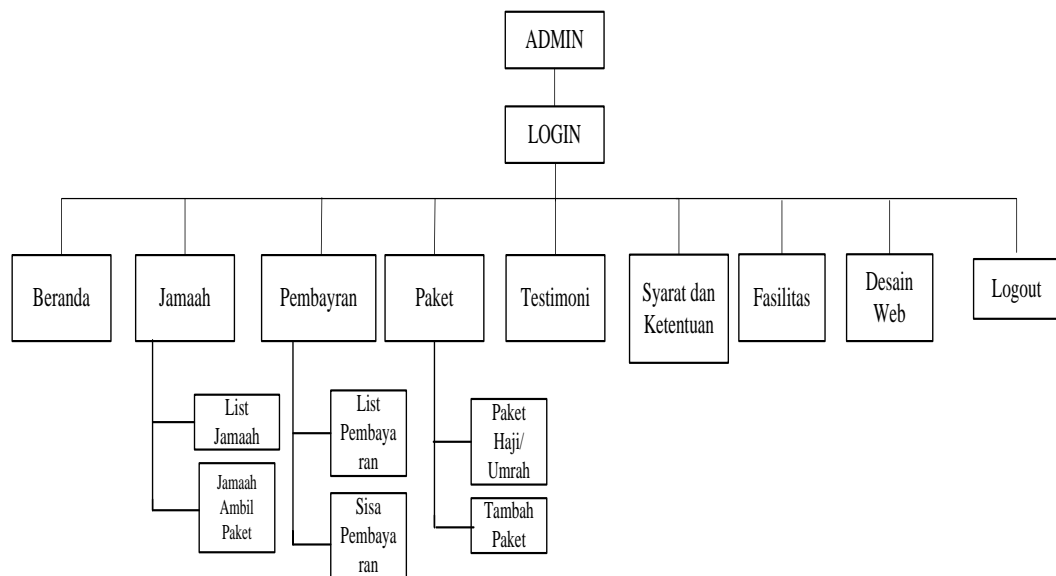 ADMIN
LOGIN
Beranda
Jamaah
Pembayran
Paket
Testimoni
Syarat dan
Ketentuan
Fasilitas
Desain
Web
Logout
List
Jamaah
Jamaah
Ambil
Paket
List
Pembaya
ran
Sisa
Pembaya
ran
Paket
Haji/
Umrah
Tambah
Paket